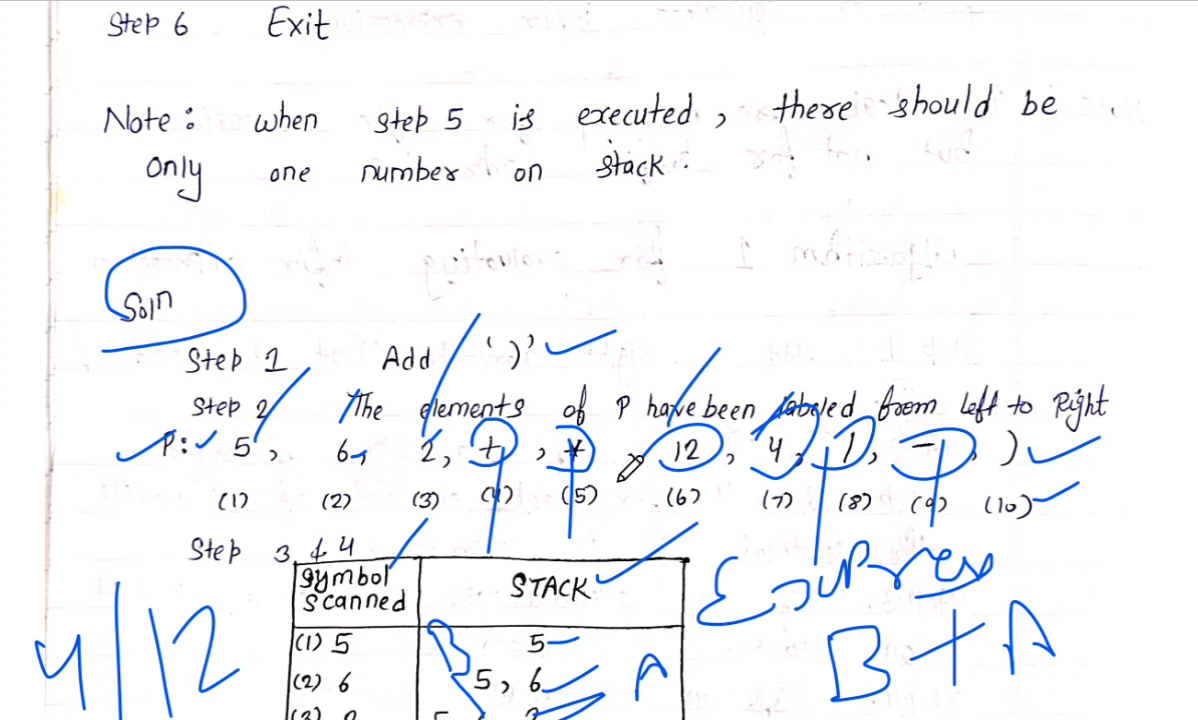 Step 6 Exit
Note: when step 5 is executed, there should be
only one number on stack.
Soln
Step 1 Add ')'
Step 2 The elements of P have been labeled from left to Right
P: 5, 6, 2, +, *, 12, 4, /, -, )
(1) (2) (3) (4) (5) (6) (7) (8) (9) (10)
Step 3 & 4
Symbol Scanned STACK
(1) 5 5
(2) 6 5, 6
(3) 2 5
4/12
A
B + A